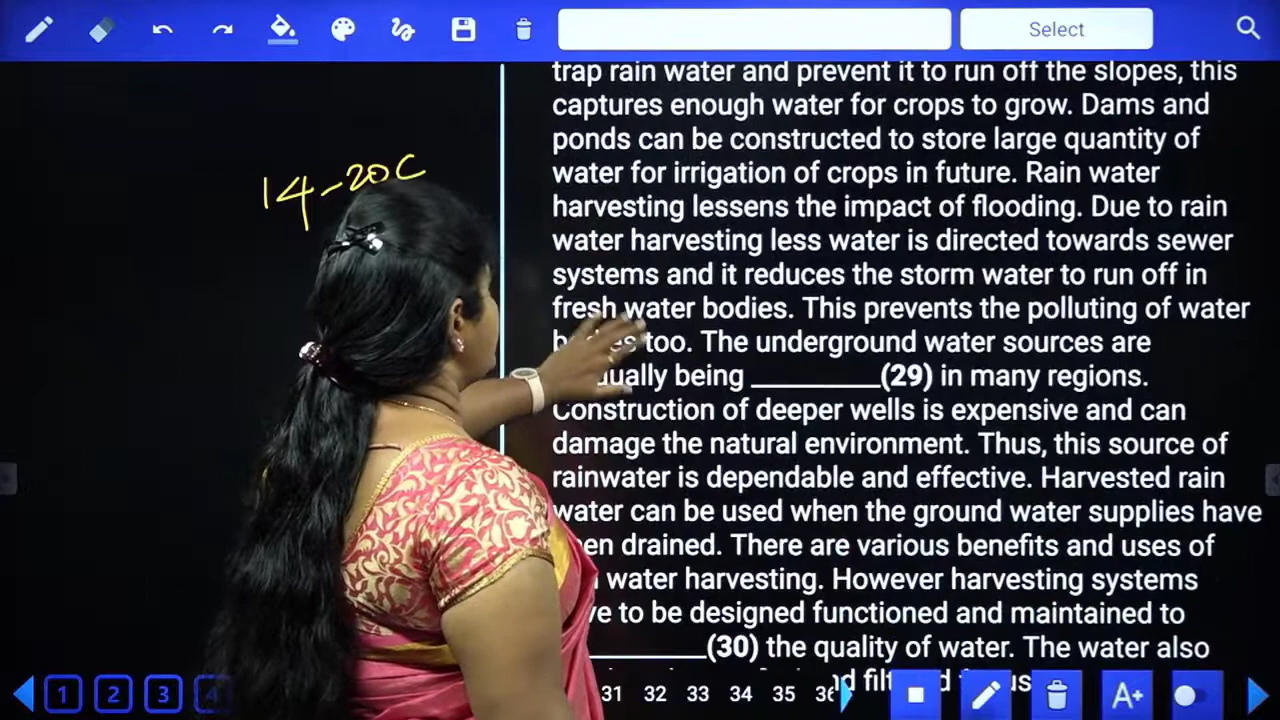 Select
14-20C
trap rain water and prevent it to run off the slopes, this
captures enough water for crops to grow. Dams and
ponds can be constructed to store large quantity of
water for irrigation of crops in future. Rain water
harvesting lessens the impact of flooding. Due to rain
water harvesting less water is directed towards sewer
systems and it reduces the storm water to run off in
fresh water bodies. This prevents the polluting of water
too. The underground water sources are
being _________(29) in many regions.
Construction of deeper wells is expensive and can
damage the natural environment. Thus, this source of
rainwater is dependable and effective. Harvested rain
water can be used when the ground water supplies have
drained. There are various benefits and uses of
water harvesting. However harvesting systems
to be designed functioned and maintained to
_________(30) the quality of water. The water also
1 2 3 4 31 32 33 34 35 36 A+